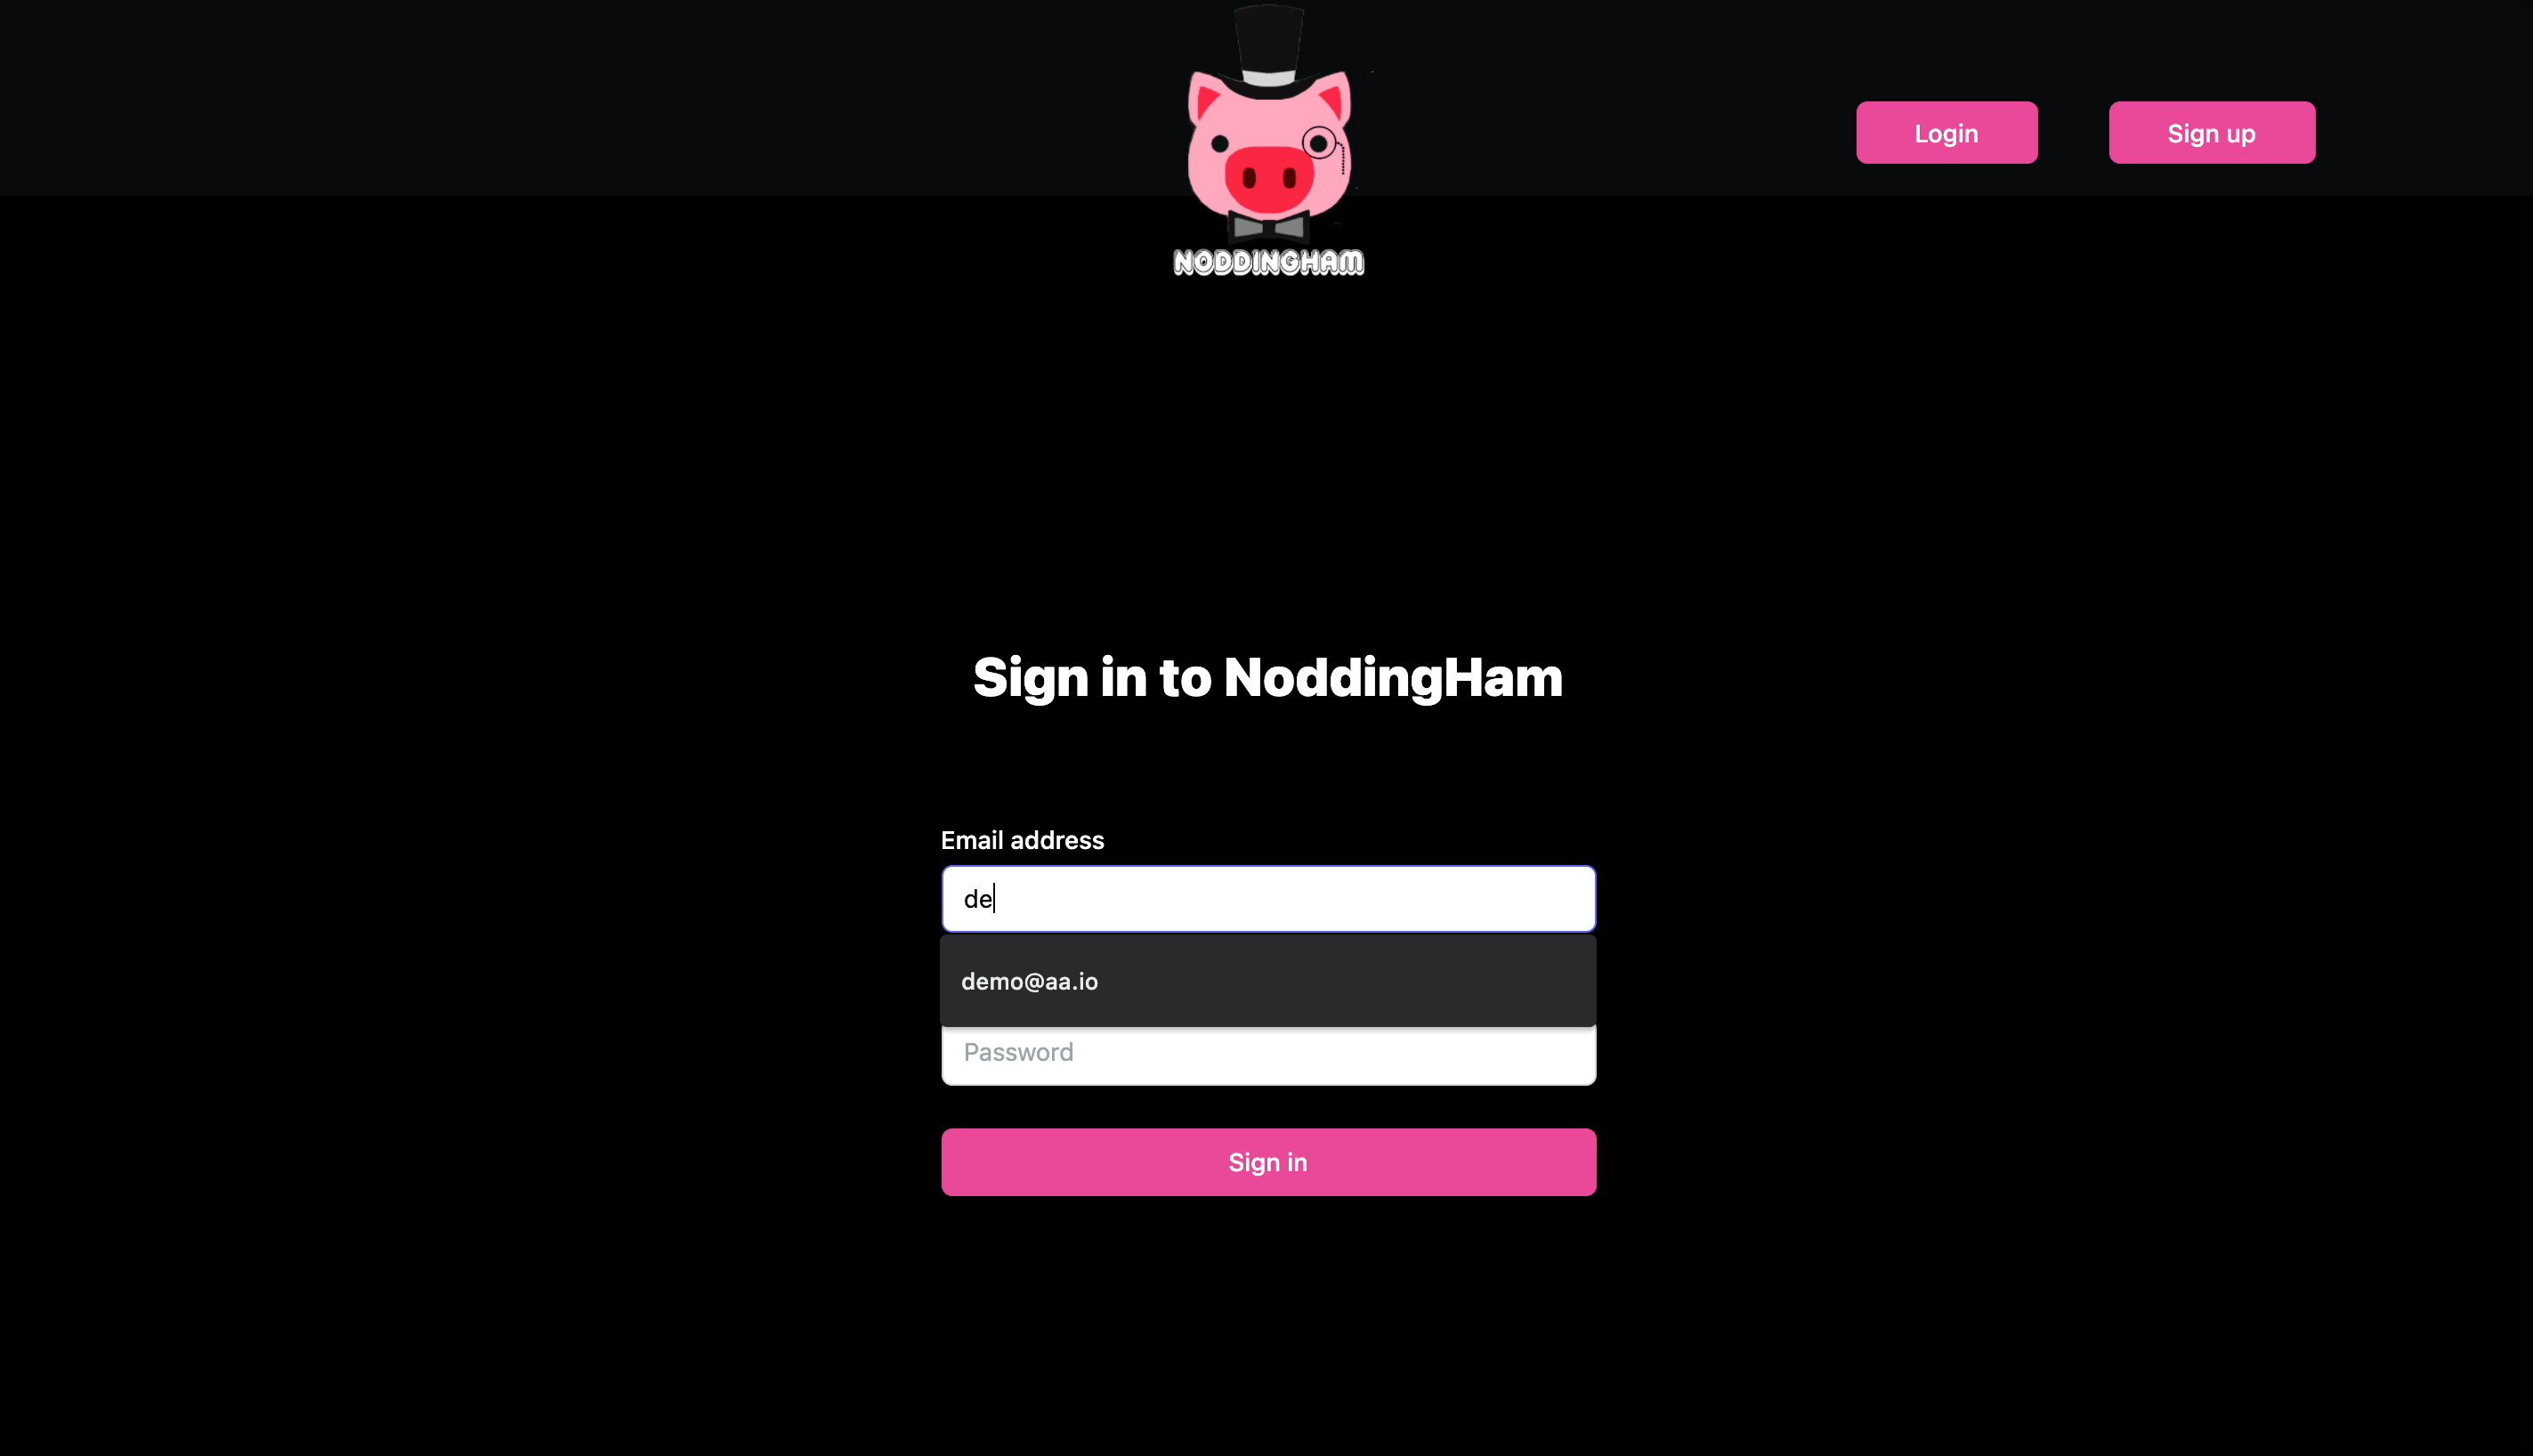 Login
Sign up
NODDINGHAM
Sign in to NoddingHam
Email address
de
demo@aa.io
Password
Sign in